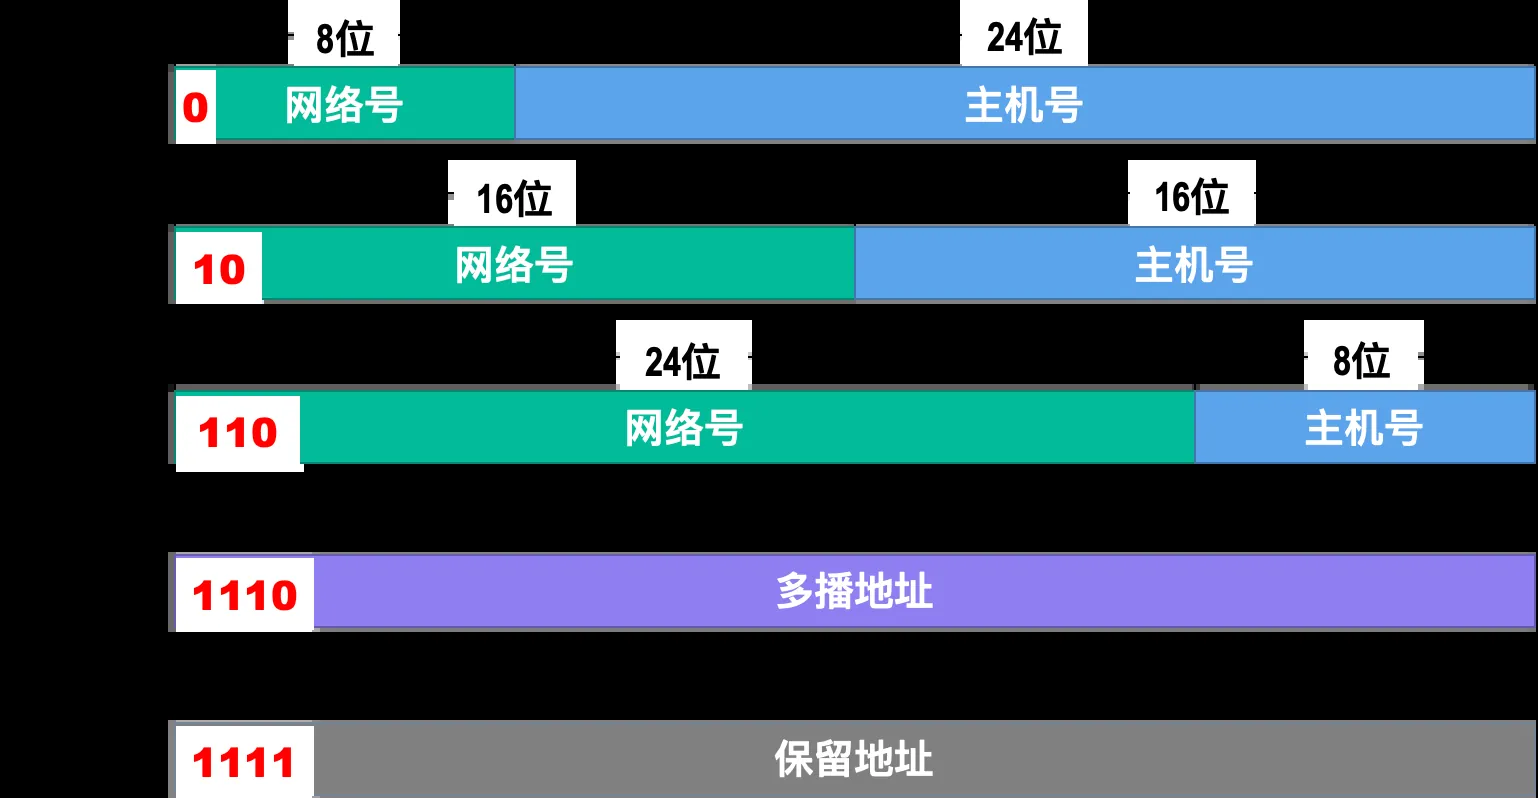 8位 24位
0 网络号 主机号
16位 16位
10 网络号 主机号
24位 8位
110 网络号 主机号
1110 多播地址
1111 保留地址